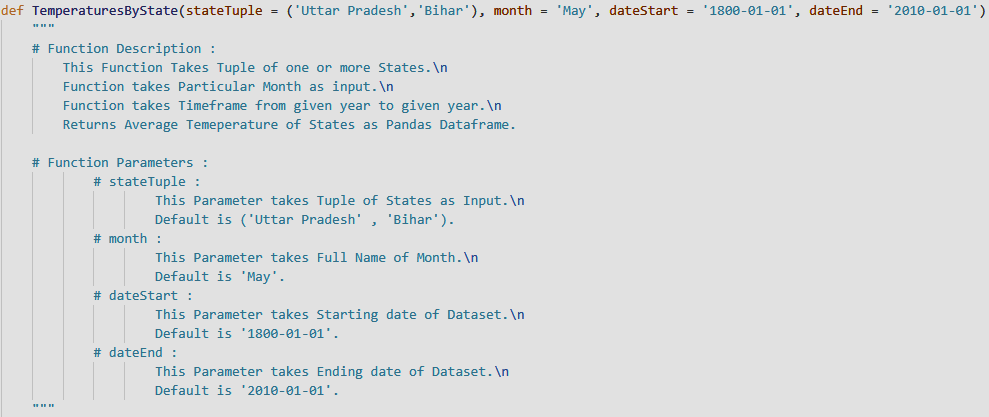 def TemperaturesByState(stateTuple = ('Uttar Pradesh','Bihar'), month = 'May', dateStart = '1800-01-01', dateEnd = '2010-01-01')
"""
# Function Description :
This Function Takes Tuple of one or more States.\n
Function takes Particular Month as input.\n
Function takes Timeframe from given year to given year.\n
Returns Average Temeperature of States as Pandas Dataframe.
# Function Parameters :
# stateTuple :
This Parameter takes Tuple of States as Input.\n
Default is ('Uttar Pradesh' , 'Bihar').
# month :
This Parameter takes Full Name of Month.\n
Default is 'May'.
# dateStart :
This Parameter takes Starting date of Dataset.\n
Default is '1800-01-01'.
# dateEnd :
This Parameter takes Ending date of Dataset.\n
Default is '2010-01-01'.
"""